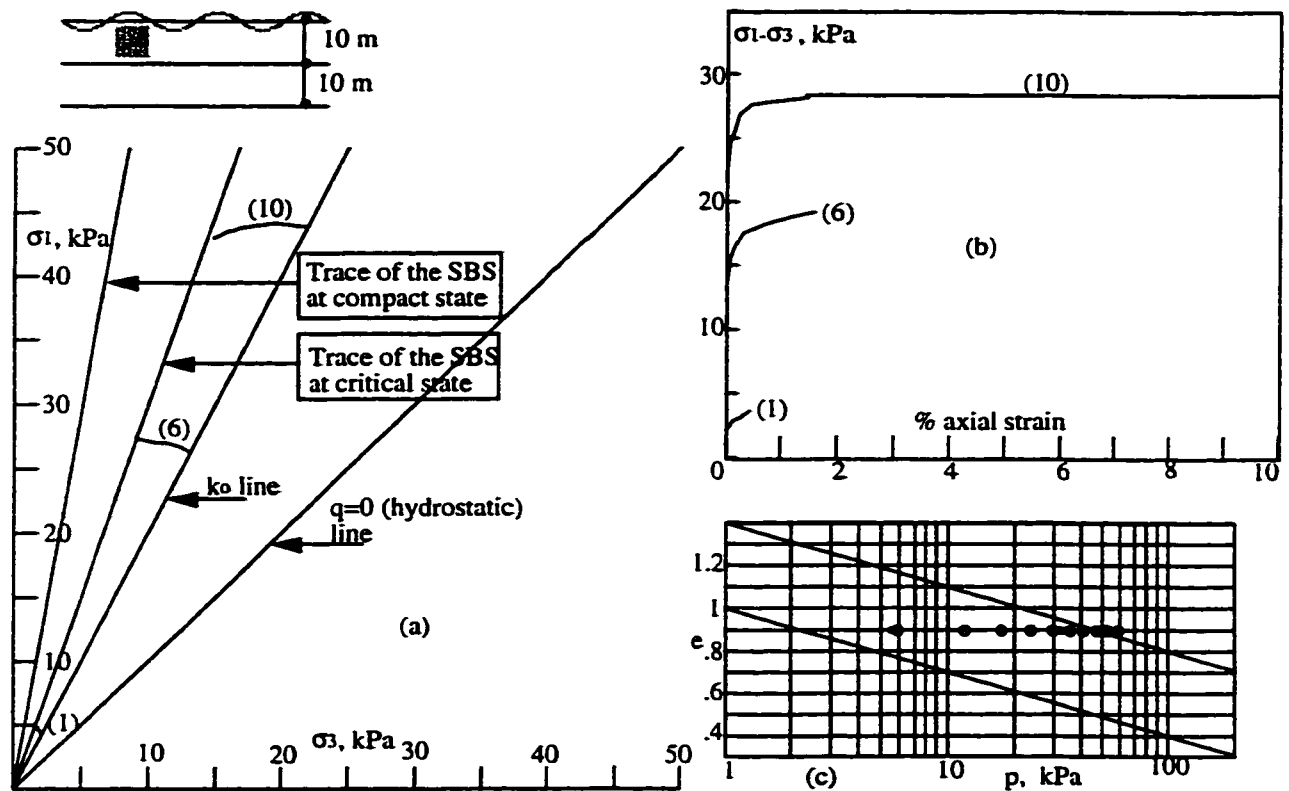 10 m
10 m
50
σ1, kPa
40
30
20
10
(10)
Trace of the SBS
at compact state
Trace of the SBS
at critical state
(6)
ko line
q=0 (hydrostatic)
line
(a)
(1)
10
20
σ3, kPa
30
40
50
σ1-σ3, kPa
30
20
10
(10)
(6)
(b)
(1)
% axial strain
0
2
4
6
8
10
1.2
1
e
.8
.6
.4
1
(c)
10
p, kPa
100